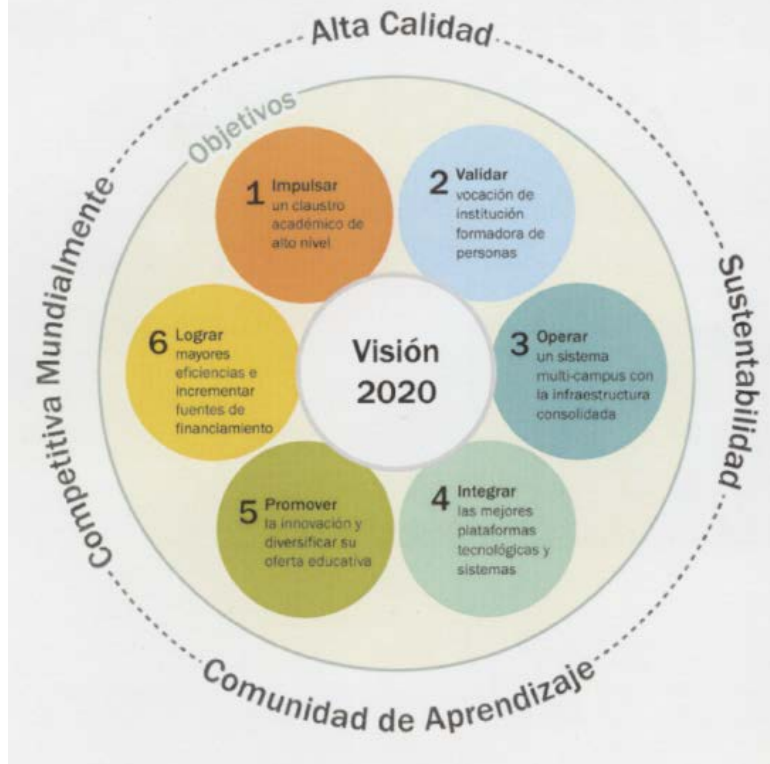 Alta Calidad
Objetivos
1 Impulsar
un claustro
académico de
alto nivel
2 Validar
vocación de
institución
formadora de
personas
3 Operar
un sistema
multi-campus con
la infraestructura
consolidada
4 Integrar
las mejores
plataformas
tecnológicas y
sistemas
5 Promover
la innovación y
diversificar su
oferta educativa
6 Lograr
mayores
eficiencias e
incrementar
fuentes de
financiamiento
Visión
2020
Sustentabilidad
Comunidad de Aprendizaje
Competitiva Mundialmente